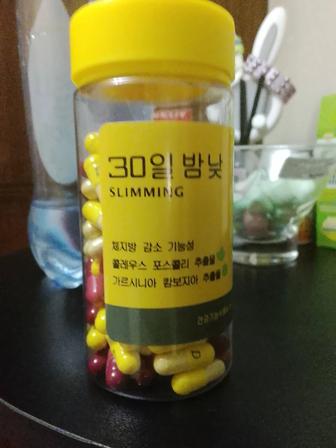 30일 밤낮
SLIMMING
체지방 감소 기능성
콜레우스 포스콜리 추출물
가르시니아 캄보지아 추출물